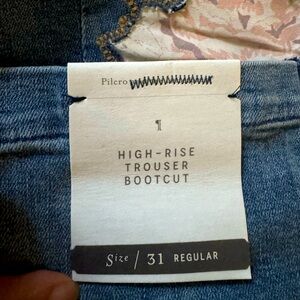 Pilcro
¶
HIGH-RISE
TROUSER
BOOTCUT
Size / 31 REGULAR